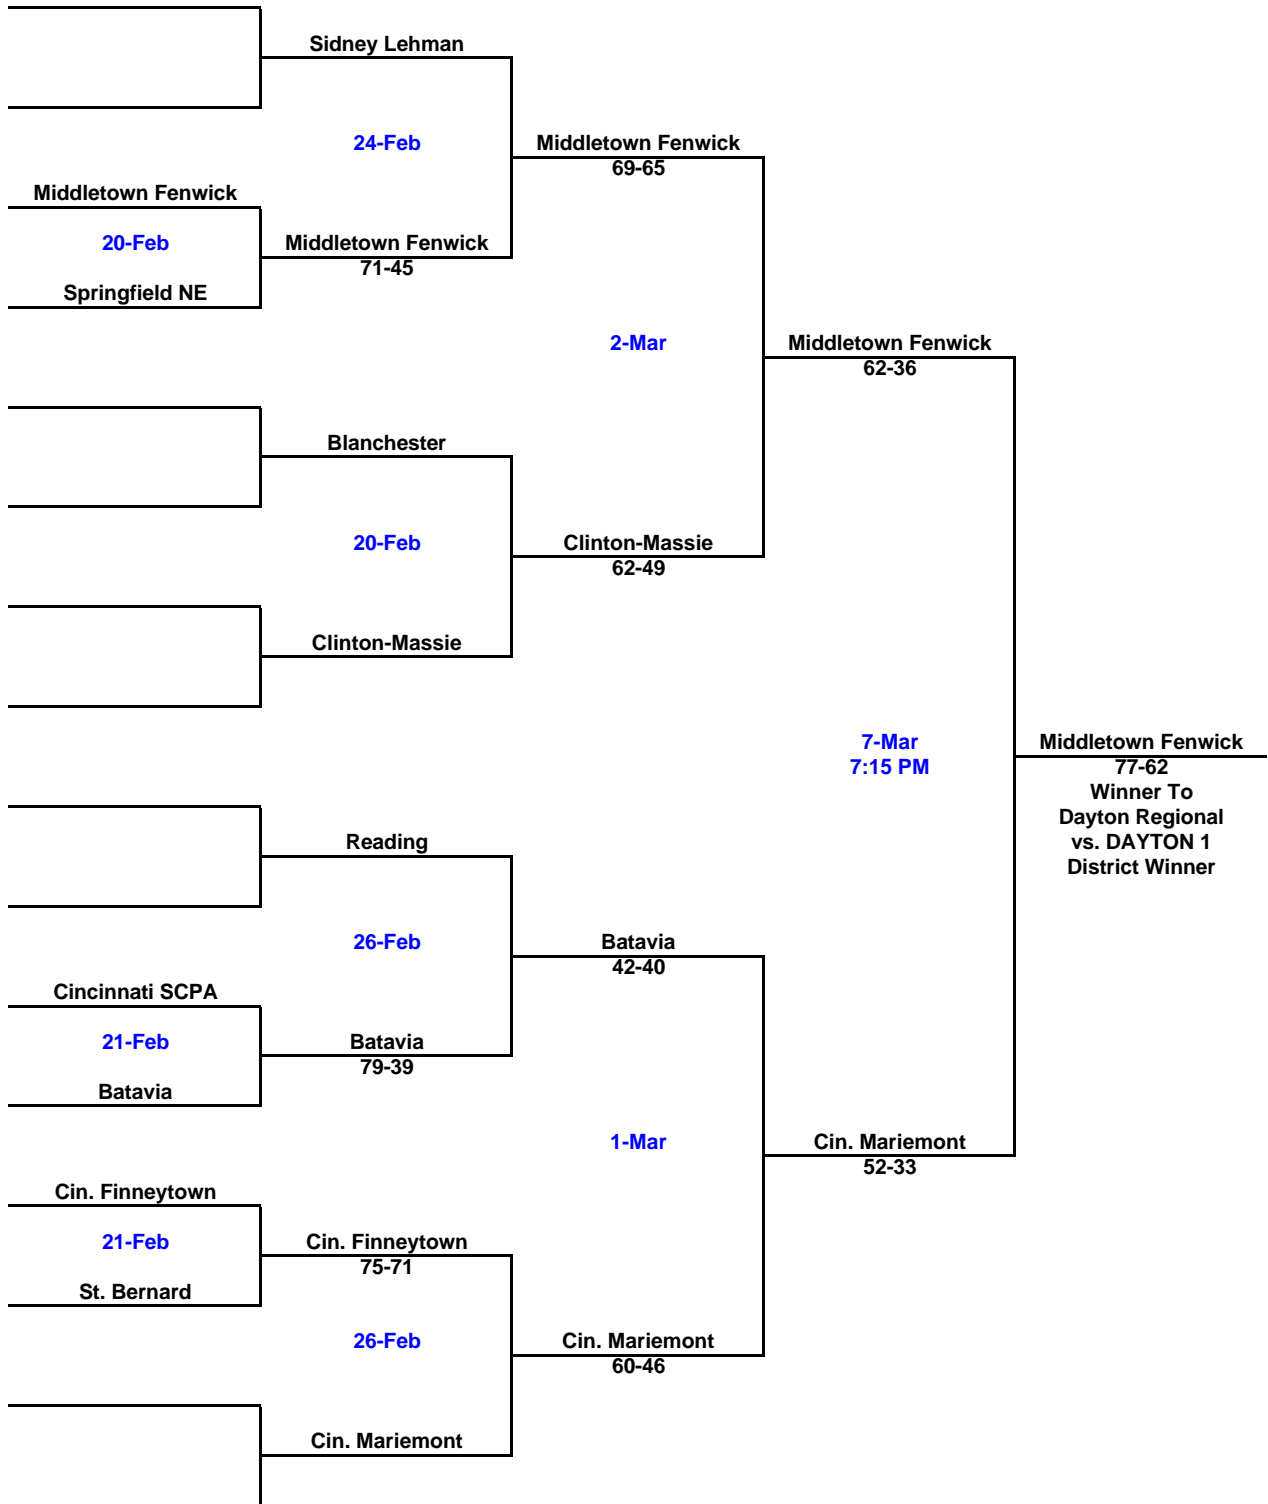 Sidney Lehman
24-Feb
Middletown Fenwick
69-65
Middletown Fenwick
20-Feb
Middletown Fenwick
71-45
Springfield NE
2-Mar
Middletown Fenwick
62-36
Blanchester
20-Feb
Clinton-Massie
62-49
Clinton-Massie
7-Mar
7:15 PM
Middletown Fenwick
77-62
Winner To
Dayton Regional
vs. DAYTON 1
District Winner
Reading
26-Feb
Batavia
42-40
Cincinnati SCPA
21-Feb
Batavia
79-39
Batavia
1-Mar
Cin. Mariemont
52-33
Cin. Finneytown
21-Feb
Cin. Finneytown
75-71
St. Bernard
26-Feb
Cin. Mariemont
60-46
Cin. Mariemont